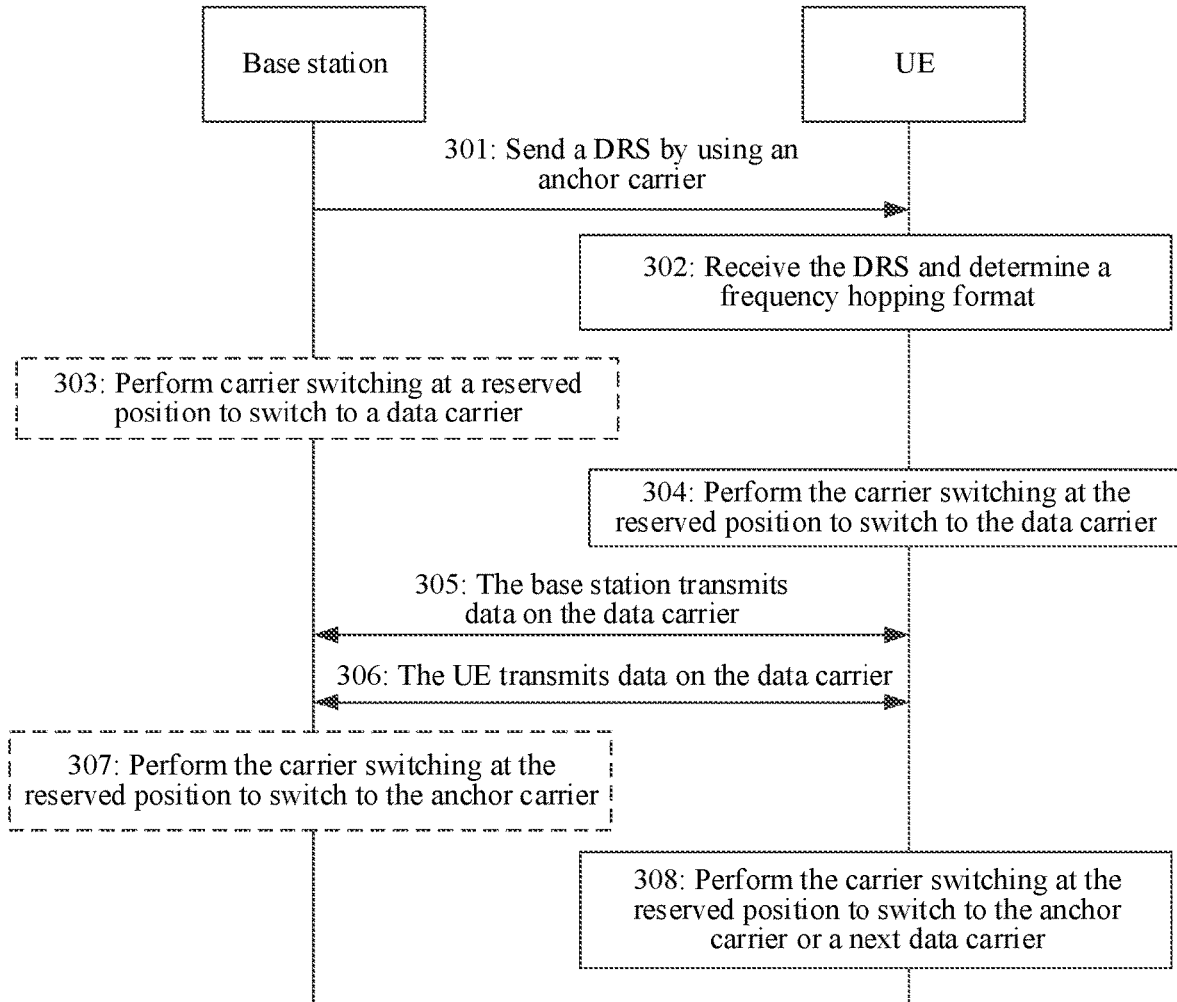 Base station
UE
301: Send a DRS by using an
anchor carrier
302: Receive the DRS and determine a
frequency hopping format
303: Perform carrier switching at a reserved
position to switch to a data carrier
304: Perform the carrier switching at the
reserved position to switch to the data carrier
305: The base station transmits
data on the data carrier
306: The UE transmits data on the data carrier
307: Perform the carrier switching at the
reserved position to switch to the anchor carrier
308: Perform the carrier switching at the
reserved position to switch to the anchor
carrier or a next data carrier